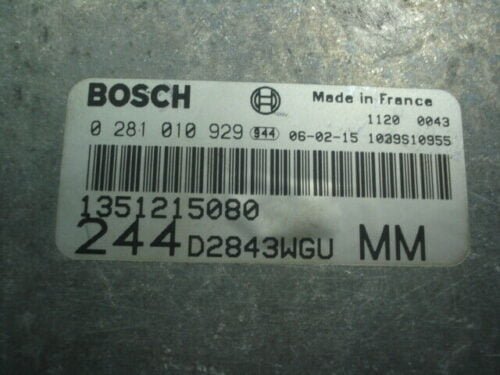 BOSCH Made in France
1120 0043
0 281 010 929 944 06-02-15 1039S10955
1351215080
244 D2843WGU MM